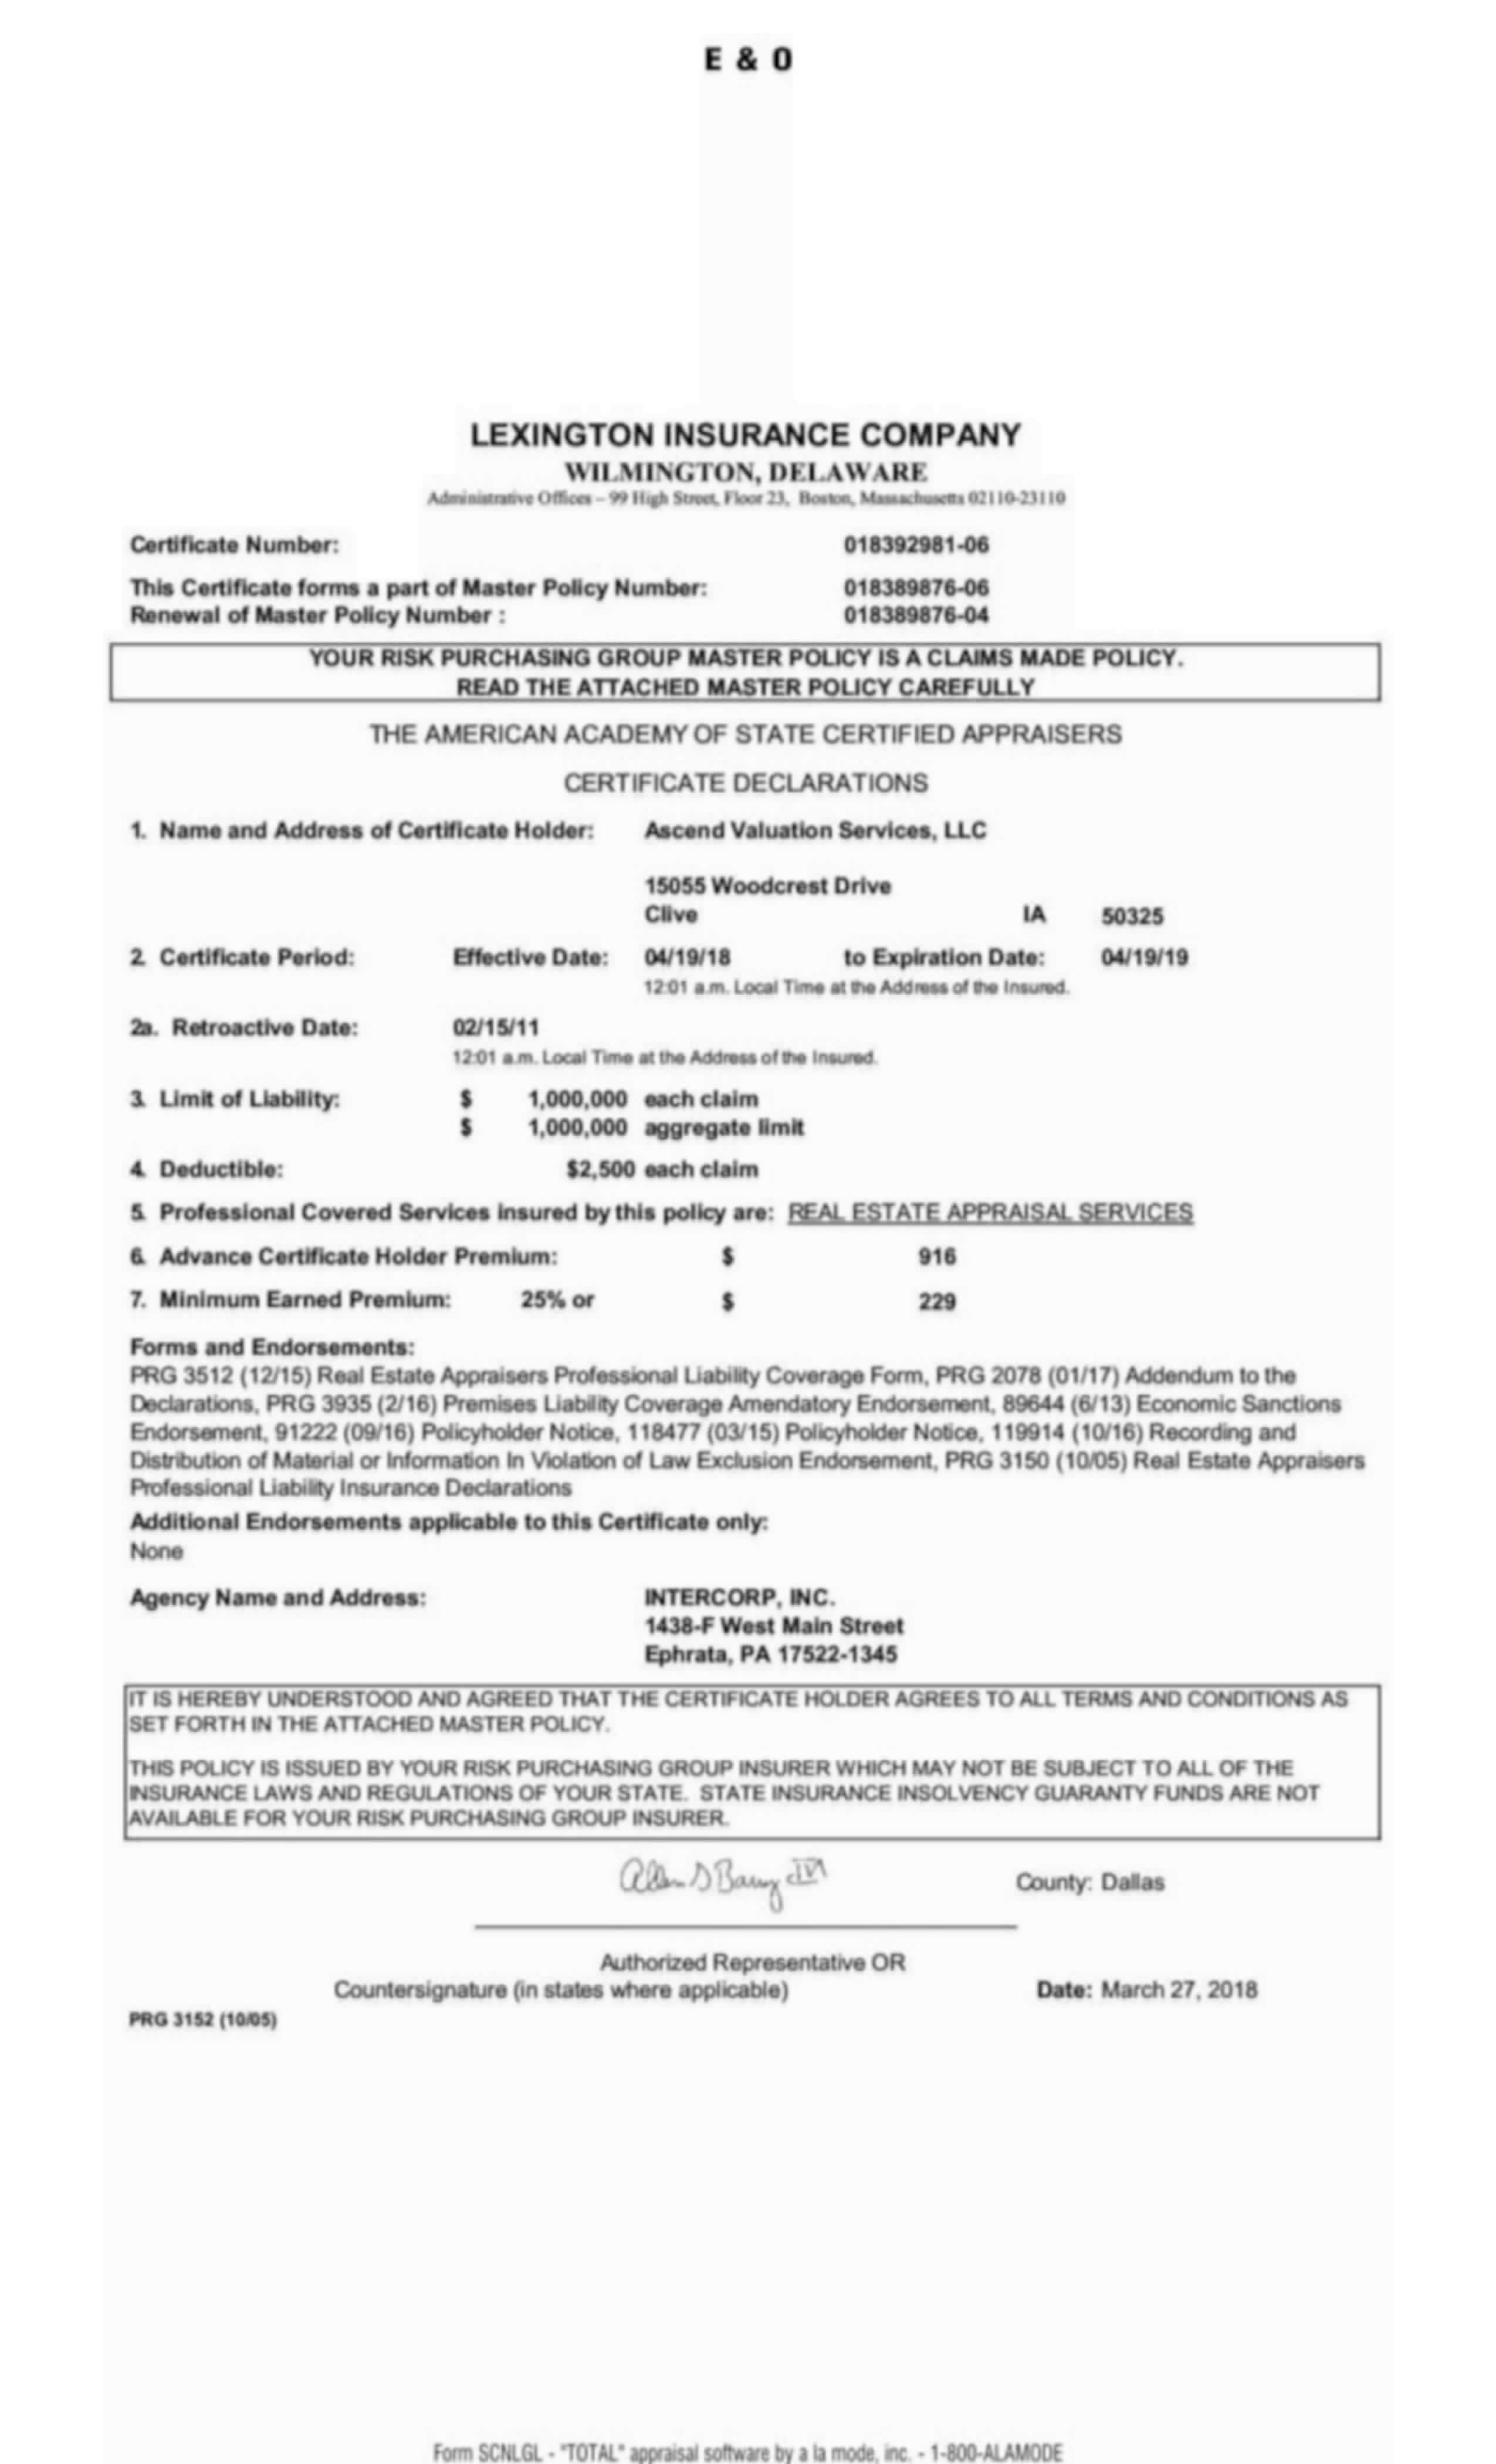 E & O
LEXINGTON INSURANCE COMPANY
WILMINGTON, DELAWARE
Administrative Offices – 99 High Street, Floor 23, Boston, Massachusetts 02110-23110
Certificate Number: 018392981-06
This Certificate forms a part of Master Policy Number: 018389876-06
Renewal of Master Policy Number : 018389876-04
YOUR RISK PURCHASING GROUP MASTER POLICY IS A CLAIMS MADE POLICY.
READ THE ATTACHED MASTER POLICY CAREFULLY
THE AMERICAN ACADEMY OF STATE CERTIFIED APPRAISERS
CERTIFICATE DECLARATIONS
1. Name and Address of Certificate Holder: Ascend Valuation Services, LLC
15055 Woodcrest Drive
Clive IA 50325
2. Certificate Period: Effective Date: 04/19/18 to Expiration Date: 04/19/19
12:01 a.m. Local Time at the Address of the Insured.
2a. Retroactive Date: 02/15/11
12:01 a.m. Local Time at the Address of the Insured.
3. Limit of Liability: $ 1,000,000 each claim
$ 1,000,000 aggregate limit
4. Deductible: $2,500 each claim
5. Professional Covered Services insured by this policy are: REAL ESTATE APPRAISAL SERVICES
6. Advance Certificate Holder Premium: $ 916
7. Minimum Earned Premium: 25% or $ 229
Forms and Endorsements:
PRG 3512 (12/15) Real Estate Appraisers Professional Liability Coverage Form, PRG 2078 (01/17) Addendum to the
Declarations, PRG 3935 (2/16) Premises Liability Coverage Amendatory Endorsement, 89644 (6/13) Economic Sanctions
Endorsement, 91222 (09/16) Policyholder Notice, 118477 (03/15) Policyholder Notice, 119914 (10/16) Recording and
Distribution of Material or Information In Violation of Law Exclusion Endorsement, PRG 3150 (10/05) Real Estate Appraisers
Professional Liability Insurance Declarations
Additional Endorsements applicable to this Certificate only:
None
Agency Name and Address: INTERCORP, INC.
1438-F West Main Street
Ephrata, PA 17522-1345
IT IS HEREBY UNDERSTOOD AND AGREED THAT THE CERTIFICATE HOLDER AGREES TO ALL TERMS AND CONDITIONS AS
SET FORTH IN THE ATTACHED MASTER POLICY.
THIS POLICY IS ISSUED BY YOUR RISK PURCHASING GROUP INSURER WHICH MAY NOT BE SUBJECT TO ALL OF THE
INSURANCE LAWS AND REGULATIONS OF YOUR STATE. STATE INSURANCE INSOLVENCY GUARANTY FUNDS ARE NOT
AVAILABLE FOR YOUR RISK PURCHASING GROUP INSURER.
County: Dallas
Authorized Representative OR
Countersignature (in states where applicable) Date: March 27, 2018
PRG 3152 (10/05)
Form SCNLGL - "TOTAL" appraisal software by a la mode, inc. - 1-800-ALAMODE